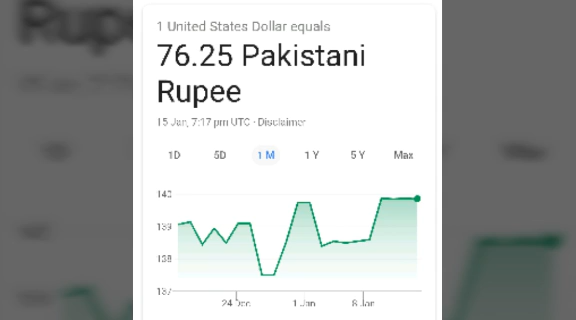 1 United States Dollar equals
76.25 Pakistani
Rupee
15 Jan, 7:17 pm UTC · Disclaimer
1D 5D 1 M 1 Y 5 Y Max
140
139
138
137
24 Dec 1 Jan 8 Jan